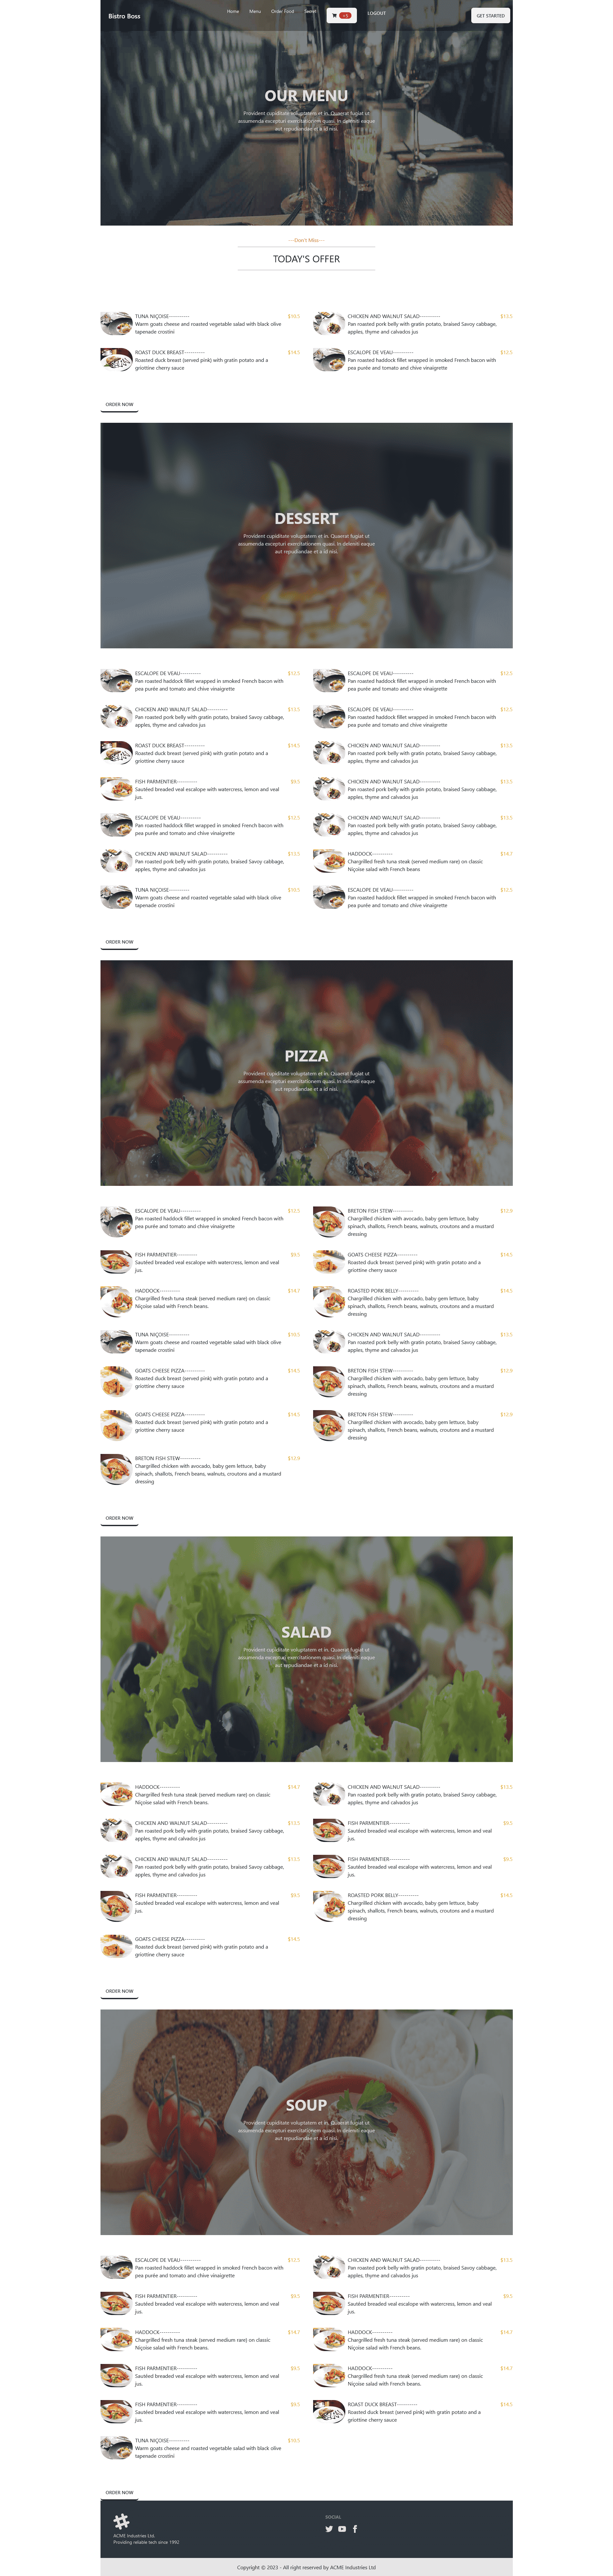 Bistro Boss
Home Menu Order Food Secret
LOGOUT
GET STARTED
OUR MENU
Provident cupiditate voluptatem et in. Quaerat fugiat ut
assumenda excepturi exercitationem quasi. In deleniti eaque
aut repudiandae et a id nisi.
---Don't Miss---
TODAY'S OFFER
TUNA NIÇOISE---------- $10.5
Warm goats cheese and roasted vegetable salad with black olive
tapenade crostini
CHICKEN AND WALNUT SALAD---------- $13.5
Pan roasted pork belly with gratin potato, braised Savoy cabbage,
apples, thyme and calvados jus
ROAST DUCK BREAST---------- $14.5
Roasted duck breast (served pink) with gratin potato and a
griottine cherry sauce
ESCALOPE DE VEAU---------- $12.5
Pan roasted haddock fillet wrapped in smoked French bacon with
pea purée and tomato and chive vinaigrette
ORDER NOW
DESSERT
Provident cupiditate voluptatem et in. Quaerat fugiat ut
assumenda excepturi exercitationem quasi. In deleniti eaque
aut repudiandae et a id nisi.
ESCALOPE DE VEAU---------- $12.5
Pan roasted haddock fillet wrapped in smoked French bacon with
pea purée and tomato and chive vinaigrette
ESCALOPE DE VEAU---------- $12.5
Pan roasted haddock fillet wrapped in smoked French bacon with
pea purée and tomato and chive vinaigrette
CHICKEN AND WALNUT SALAD---------- $13.5
Pan roasted pork belly with gratin potato, braised Savoy cabbage,
apples, thyme and calvados jus
ESCALOPE DE VEAU---------- $12.5
Pan roasted haddock fillet wrapped in smoked French bacon with
pea purée and tomato and chive vinaigrette
ROAST DUCK BREAST---------- $14.5
Roasted duck breast (served pink) with gratin potato and a
griottine cherry sauce
CHICKEN AND WALNUT SALAD---------- $13.5
Pan roasted pork belly with gratin potato, braised Savoy cabbage,
apples, thyme and calvados jus
FISH PARMENTIER---------- $9.5
Sautéed breaded veal escalope with watercress, lemon and veal
jus.
CHICKEN AND WALNUT SALAD---------- $13.5
Pan roasted pork belly with gratin potato, braised Savoy cabbage,
apples, thyme and calvados jus
ESCALOPE DE VEAU---------- $12.5
Pan roasted haddock fillet wrapped in smoked French bacon with
pea purée and tomato and chive vinaigrette
CHICKEN AND WALNUT SALAD---------- $13.5
Pan roasted pork belly with gratin potato, braised Savoy cabbage,
apples, thyme and calvados jus
CHICKEN AND WALNUT SALAD---------- $13.5
Pan roasted pork belly with gratin potato, braised Savoy cabbage,
apples, thyme and calvados jus
HADDOCK---------- $14.7
Chargrilled fresh tuna steak (served medium rare) on classic
Niçoise salad with French beans.
TUNA NIÇOISE---------- $10.5
Warm goats cheese and roasted vegetable salad with black olive
tapenade crostini
ESCALOPE DE VEAU---------- $12.5
Pan roasted haddock fillet wrapped in smoked French bacon with
pea purée and tomato and chive vinaigrette
ORDER NOW
PIZZA
Provident cupiditate voluptatem et in. Quaerat fugiat ut
assumenda excepturi exercitationem quasi. In deleniti eaque
aut repudiandae et a id nisi.
ESCALOPE DE VEAU---------- $12.5
Pan roasted haddock fillet wrapped in smoked French bacon with
pea purée and tomato and chive vinaigrette
BRETON FISH STEW---------- $12.9
Chargrilled chicken with avocado, baby gem lettuce, baby
spinach, shallots, French beans, walnuts, croutons and a mustard
dressing
FISH PARMENTIER---------- $9.5
Sautéed breaded veal escalope with watercress, lemon and veal
jus.
GOATS CHEESE PIZZA---------- $14.5
Roasted duck breast (served pink) with gratin potato and a
griottine cherry sauce
HADDOCK---------- $14.7
Chargrilled fresh tuna steak (served medium rare) on classic
Niçoise salad with French beans.
ROASTED PORK BELLY---------- $14.5
Chargrilled chicken with avocado, baby gem lettuce, baby
spinach, shallots, French beans, walnuts, croutons and a mustard
dressing
TUNA NIÇOISE---------- $10.5
Warm goats cheese and roasted vegetable salad with black olive
tapenade crostini
CHICKEN AND WALNUT SALAD---------- $13.5
Pan roasted pork belly with gratin potato, braised Savoy cabbage,
apples, thyme and calvados jus
GOATS CHEESE PIZZA---------- $14.5
Roasted duck breast (served pink) with gratin potato and a
griottine cherry sauce
BRETON FISH STEW---------- $12.9
Chargrilled chicken with avocado, baby gem lettuce, baby
spinach, shallots, French beans, walnuts, croutons and a mustard
dressing
GOATS CHEESE PIZZA---------- $14.5
Roasted duck breast (served pink) with gratin potato and a
griottine cherry sauce
BRETON FISH STEW---------- $12.9
Chargrilled chicken with avocado, baby gem lettuce, baby
spinach, shallots, French beans, walnuts, croutons and a mustard
dressing
BRETON FISH STEW---------- $12.9
Chargrilled chicken with avocado, baby gem lettuce, baby
spinach, shallots, French beans, walnuts, croutons and a mustard
dressing
ORDER NOW
SALAD
Provident cupiditate voluptatem et in. Quaerat fugiat ut
assumenda excepturi exercitationem quasi. In deleniti eaque
aut repudiandae et a id nisi.
HADDOCK---------- $14.7
Chargrilled fresh tuna steak (served medium rare) on classic
Niçoise salad with French beans.
CHICKEN AND WALNUT SALAD---------- $13.5
Pan roasted pork belly with gratin potato, braised Savoy cabbage,
apples, thyme and calvados jus
CHICKEN AND WALNUT SALAD---------- $13.5
Pan roasted pork belly with gratin potato, braised Savoy cabbage,
apples, thyme and calvados jus
FISH PARMENTIER---------- $9.5
Sautéed breaded veal escalope with watercress, lemon and veal
jus.
CHICKEN AND WALNUT SALAD---------- $13.5
Pan roasted pork belly with gratin potato, braised Savoy cabbage,
apples, thyme and calvados jus
FISH PARMENTIER---------- $9.5
Sautéed breaded veal escalope with watercress, lemon and veal
jus.
FISH PARMENTIER---------- $9.5
Sautéed breaded veal escalope with watercress, lemon and veal
jus.
ROASTED PORK BELLY---------- $14.5
Chargrilled chicken with avocado, baby gem lettuce, baby
spinach, shallots, French beans, walnuts, croutons and a mustard
dressing
GOATS CHEESE PIZZA---------- $14.5
Roasted duck breast (served pink) with gratin potato and a
griottine cherry sauce
ORDER NOW
SOUP
Provident cupiditate voluptatem et in. Quaerat fugiat ut
assumenda excepturi exercitationem quasi. In deleniti eaque
aut repudiandae et a id nisi.
ESCALOPE DE VEAU---------- $12.5
Pan roasted haddock fillet wrapped in smoked French bacon with
pea purée and tomato and chive vinaigrette
CHICKEN AND WALNUT SALAD---------- $13.5
Pan roasted pork belly with gratin potato, braised Savoy cabbage,
apples, thyme and calvados jus
FISH PARMENTIER---------- $9.5
Sautéed breaded veal escalope with watercress, lemon and veal
jus.
FISH PARMENTIER---------- $9.5
Sautéed breaded veal escalope with watercress, lemon and veal
jus.
HADDOCK---------- $14.7
Chargrilled fresh tuna steak (served medium rare) on classic
Niçoise salad with French beans.
HADDOCK---------- $14.7
Chargrilled fresh tuna steak (served medium rare) on classic
Niçoise salad with French beans.
FISH PARMENTIER---------- $9.5
Sautéed breaded veal escalope with watercress, lemon and veal
jus.
HADDOCK---------- $14.7
Chargrilled fresh tuna steak (served medium rare) on classic
Niçoise salad with French beans.
FISH PARMENTIER---------- $9.5
Sautéed breaded veal escalope with watercress, lemon and veal
jus.
ROAST DUCK BREAST---------- $14.5
Roasted duck breast (served pink) with gratin potato and a
griottine cherry sauce
TUNA NIÇOISE---------- $10.5
Warm goats cheese and roasted vegetable salad with black olive
tapenade crostini
ORDER NOW
ACME Industries Ltd.
Providing reliable tech since 1992
SOCIAL
Copyright © 2023 - All right reserved by ACME Industries Ltd